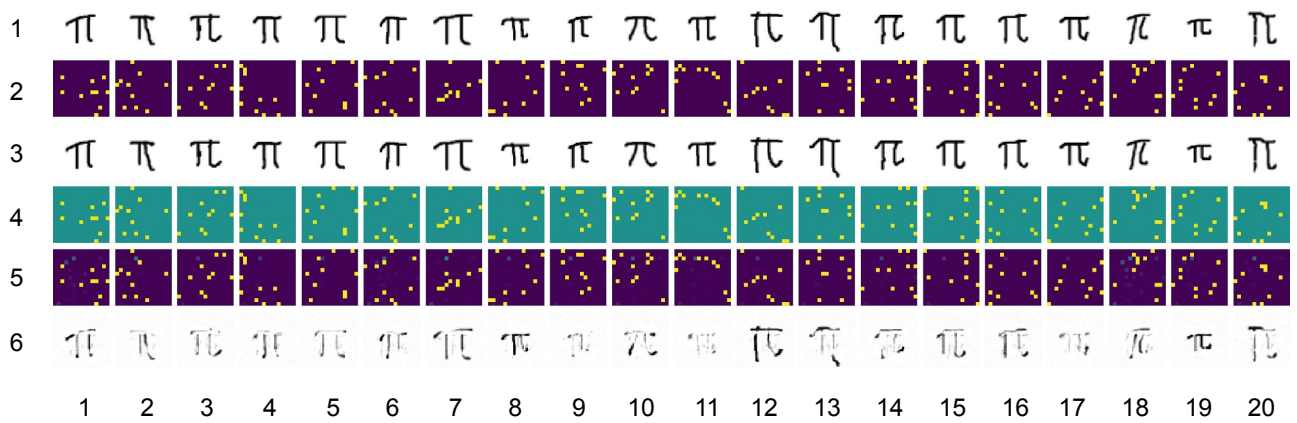 1 π π π π π π π π π π π π π π π π π π π π
2
3 π π π π π π π π π π π π π π π π π π π π
4
5
6 π π π π π π π π π π π π π π π π π π π π
1 2 3 4 5 6 7 8 9 10 11 12 13 14 15 16 17 18 19 20